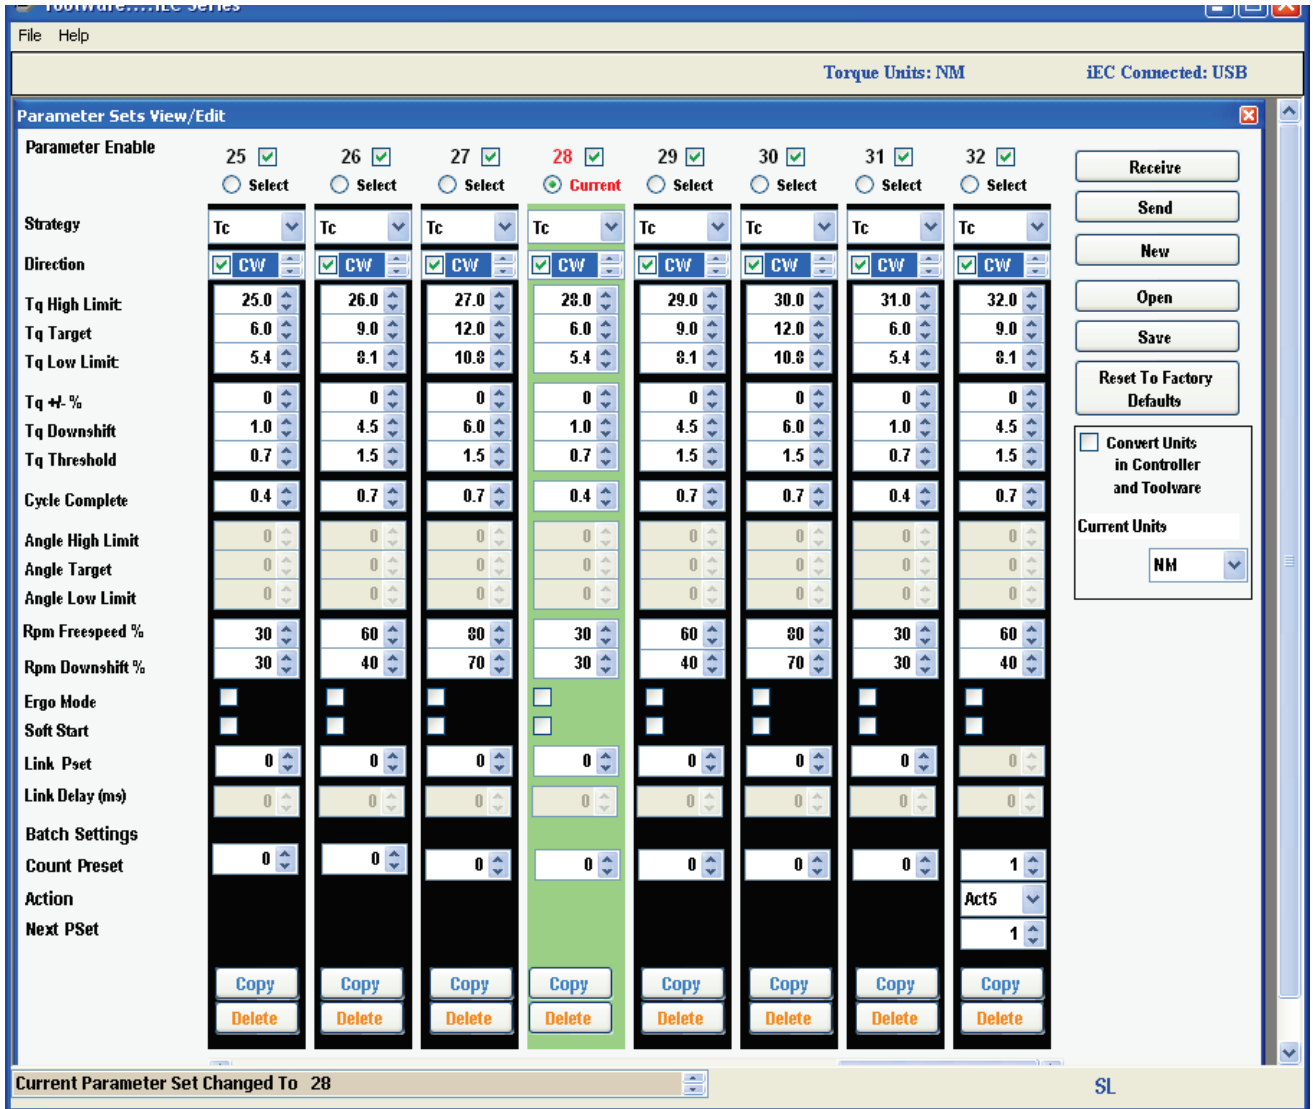 ToolWare....iEC Series
File Help
Torque Units: NM iEC Connected: USB
Parameter Sets View/Edit
Parameter Enable 25 26 27 28 29 30 31 32
Select Select Select Current Select Select Select Select
Receive
Send
Strategy Tc Tc Tc Tc Tc Tc Tc Tc
New
Direction CW CW CW CW CW CW CW CW
Tq High Limit: 25.0 26.0 27.0 28.0 29.0 30.0 31.0 32.0
Open
Tq Target 6.0 9.0 12.0 6.0 9.0 12.0 6.0 9.0
Save
Tq Low Limit: 5.4 8.1 10.8 5.4 8.1 10.8 5.4 8.1
Reset To Factory
Defaults
Tq +/- % 0 0 0 0 0 0 0 0
Tq Downshift 1.0 4.5 6.0 1.0 4.5 6.0 1.0 4.5
Tq Threshold 0.7 1.5 1.5 0.7 1.5 1.5 0.7 1.5
Convert Units
in Controller
and Toolware
Cycle Complete 0.4 0.7 0.7 0.4 0.7 0.7 0.4 0.7
Current Units
NM
Angle High Limit 0 0 0 0 0 0 0 0
Angle Target 0 0 0 0 0 0 0 0
Angle Low Limit 0 0 0 0 0 0 0 0
Rpm Freespeed % 30 60 80 30 60 80 30 60
Rpm Downshift % 30 40 70 30 40 70 30 40
Ergo Mode
Soft Start
Link Pset 0 0 0 0 0 0 0 0
Link Delay (ms) 0 0 0 0 0 0 0 0
Batch Settings
Count Preset 0 0 0 0 0 0 0 1
Action Act5
Next PSet 1
Copy Copy Copy Copy Copy Copy Copy Copy
Delete Delete Delete Delete Delete Delete Delete Delete
Current Parameter Set Changed To 28 SL